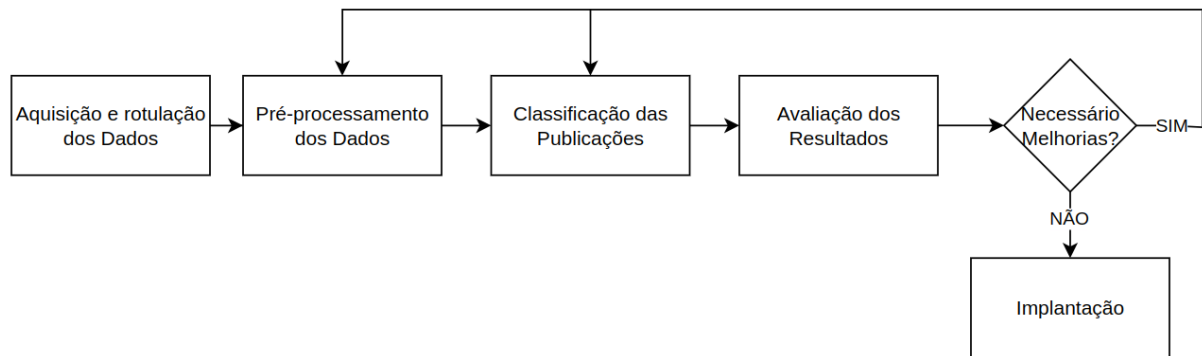 Aquisição e rotulação
dos Dados
Pré-processamento
dos Dados
Classificação das
Publicações
Avaliação dos
Resultados
Necessário
Melhorias?
SIM
NÃO
Implantação